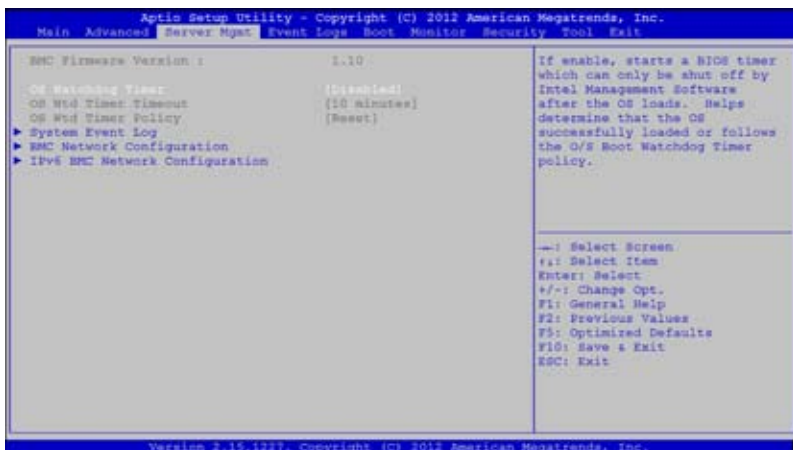 Aptio Setup Utility - Copyright (C) 2012 American Megatrends, Inc.
Main Advanced Server Mgmt Event Logs Boot Monitor Security Tool Exit
BMC Firmware Version : 1.10
OS Watchdog Timer [Disabled]
OS Wtd Timer Timeout [10 minutes]
OS Wtd Timer Policy [Reset]
► System Event Log
► BMC Network Configuration
► IPv6 BMC Network Configuration
If enable, starts a BIOS timer
which can only be shut off by
Intel Management Software
after the OS loads. Helps
determine that the OS
successfully loaded or follows
the O/S Boot Watchdog Timer
policy.
→←: Select Screen
↑↓: Select Item
Enter: Select
+/-: Change Opt.
F1: General Help
F2: Previous Values
F5: Optimized Defaults
F10: Save & Exit
ESC: Exit
Version 2.15.1227. Copyright (C) 2012 American Megatrends, Inc.